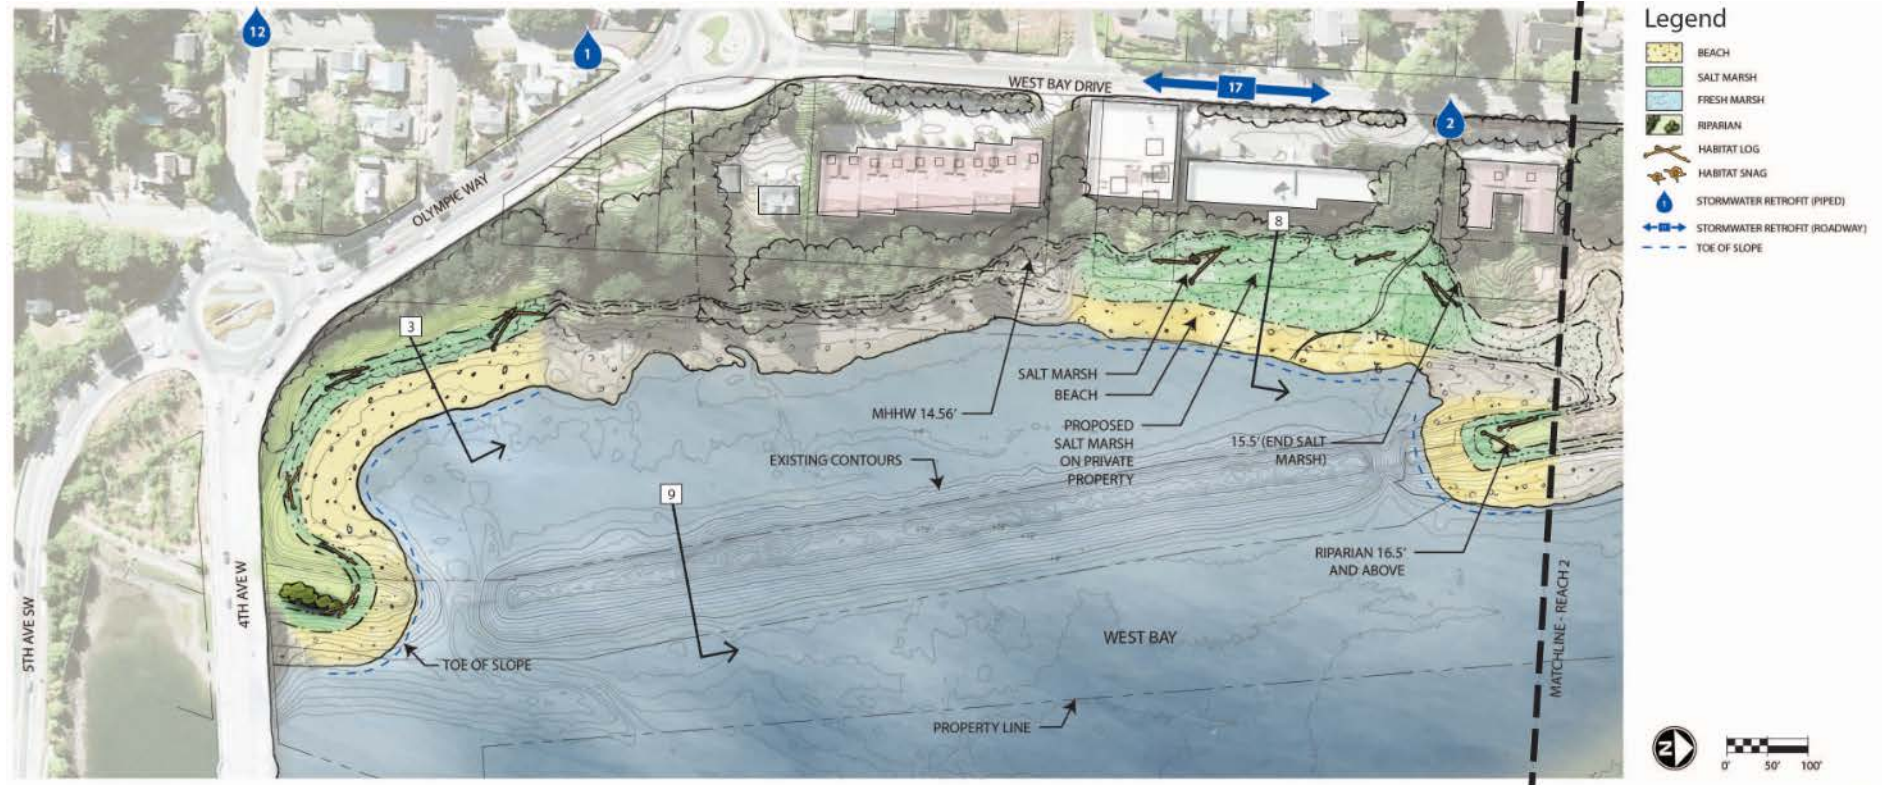 12
1
WEST BAY DRIVE
17
2
OLYMPIC WAY
3
8
SALT MARSH
BEACH
MHHW 14.56'
PROPOSED
SALT MARSH
ON PRIVATE
PROPERTY
15.5' (END SALT
MARSH)
EXISTING CONTOURS
9
RIPARIAN 16.5'
AND ABOVE
5TH AVE SW
4TH AVE W
TOE OF SLOPE
WEST BAY
PROPERTY LINE
MATCHLINE - REACH 2
Legend
BEACH
SALT MARSH
FRESH MARSH
RIPARIAN
HABITAT LOG
HABITAT SNAG
1
STORMWATER RETROFIT (PIPED)
STORMWATER RETROFIT (ROADWAY)
TOE OF SLOPE
N
0' 50' 100'